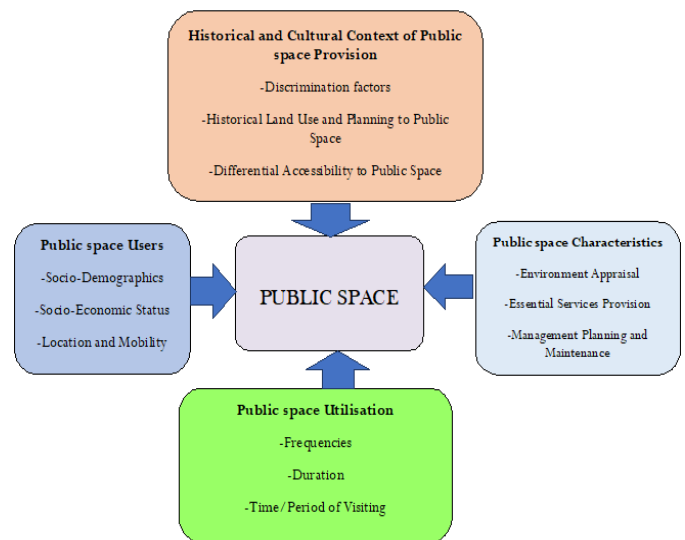 Historical and Cultural Context of Public
space Provision
-Discrimination factors
-Historical Land Use and Planning to Public
Space
-Differential Accessibility to Public Space
Public space Users
-Socio-Demographics
-Socio-Economic Status
-Location and Mobility
PUBLIC SPACE
Public space Characteristics
-Environment Appraisal
-Essential Services Provision
-Management Planning and
Maintenance
Public space Utilisation
-Frequencies
-Duration
-Time/Period of Visiting